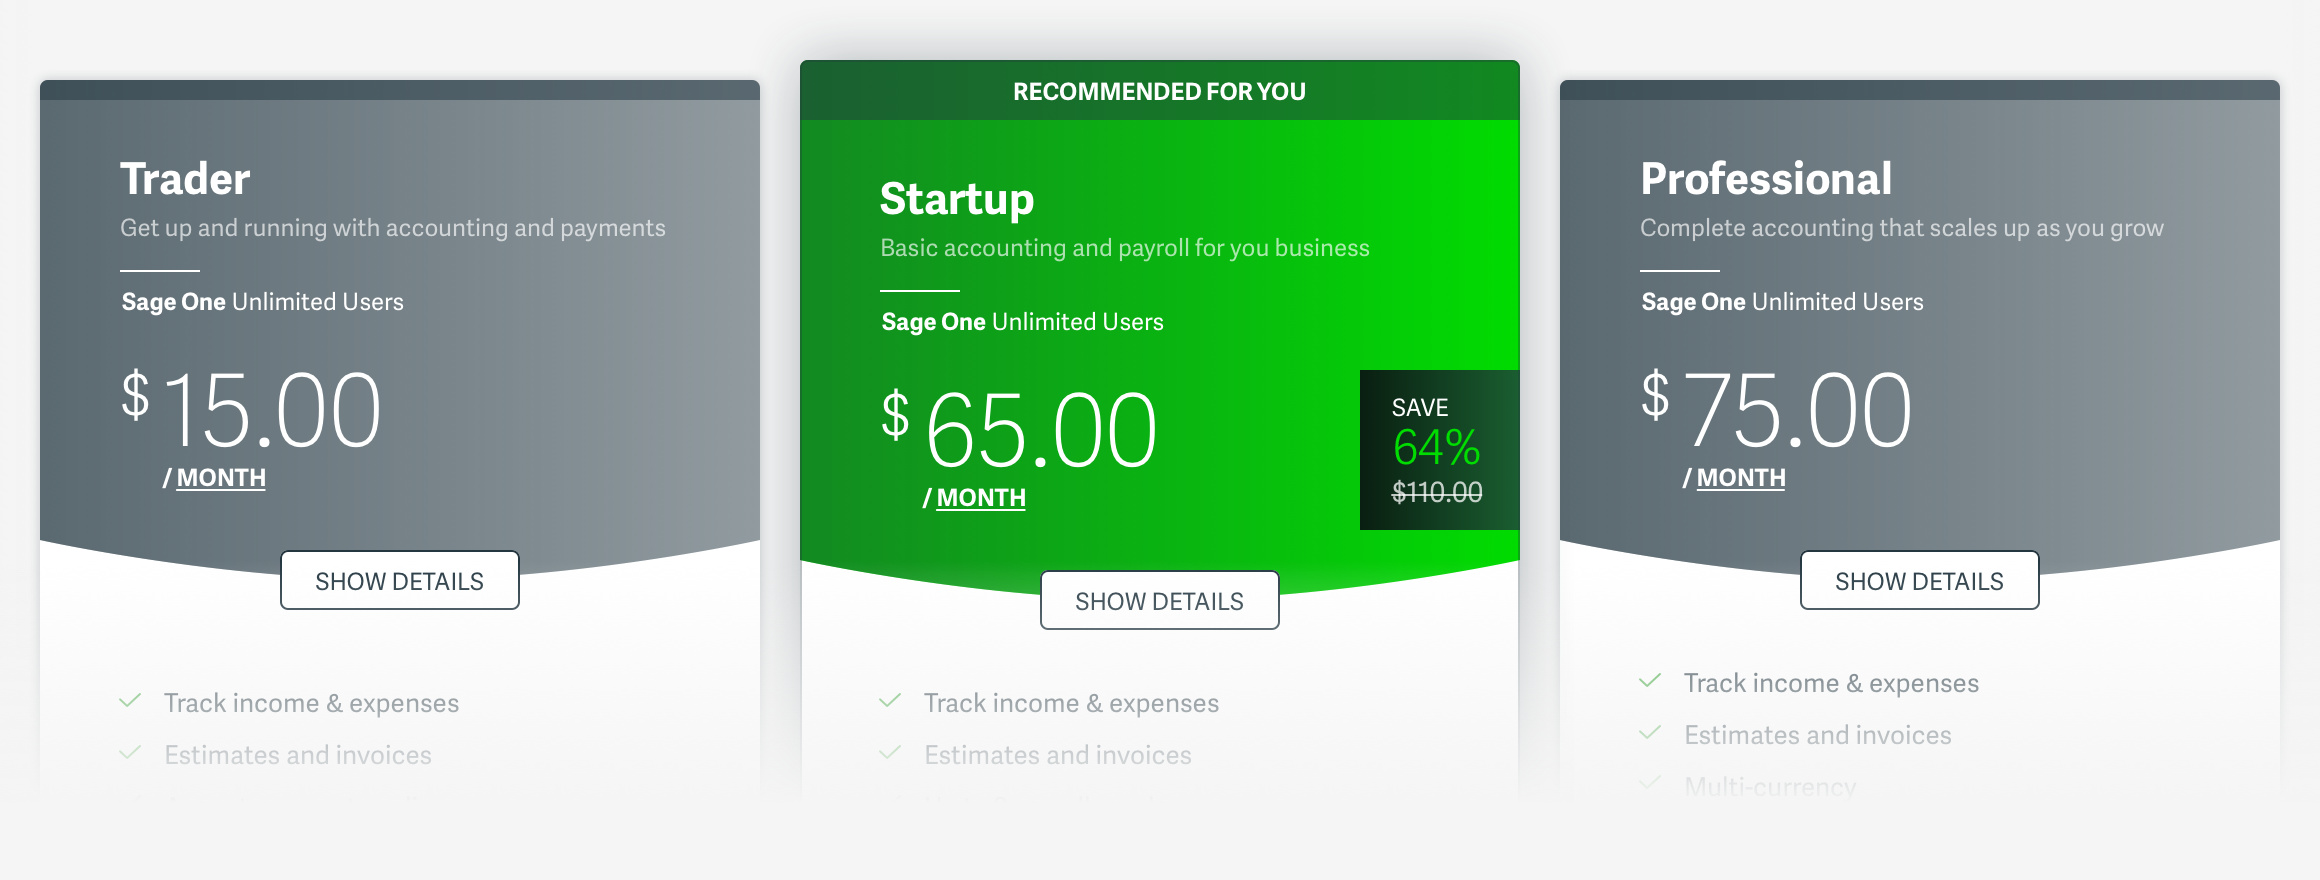 Trader
Get up and running with accounting and payments
Sage One Unlimited Users
$15.00
/ MONTH
SHOW DETAILS
Track income & expenses
Estimates and invoices
RECOMMENDED FOR YOU
Startup
Basic accounting and payroll for you business
Sage One Unlimited Users
$65.00
/ MONTH
SAVE
64%
$110.00
SHOW DETAILS
Track income & expenses
Estimates and invoices
Professional
Complete accounting that scales up as you grow
Sage One Unlimited Users
$75.00
/ MONTH
SHOW DETAILS
Track income & expenses
Estimates and invoices
Multi-currency